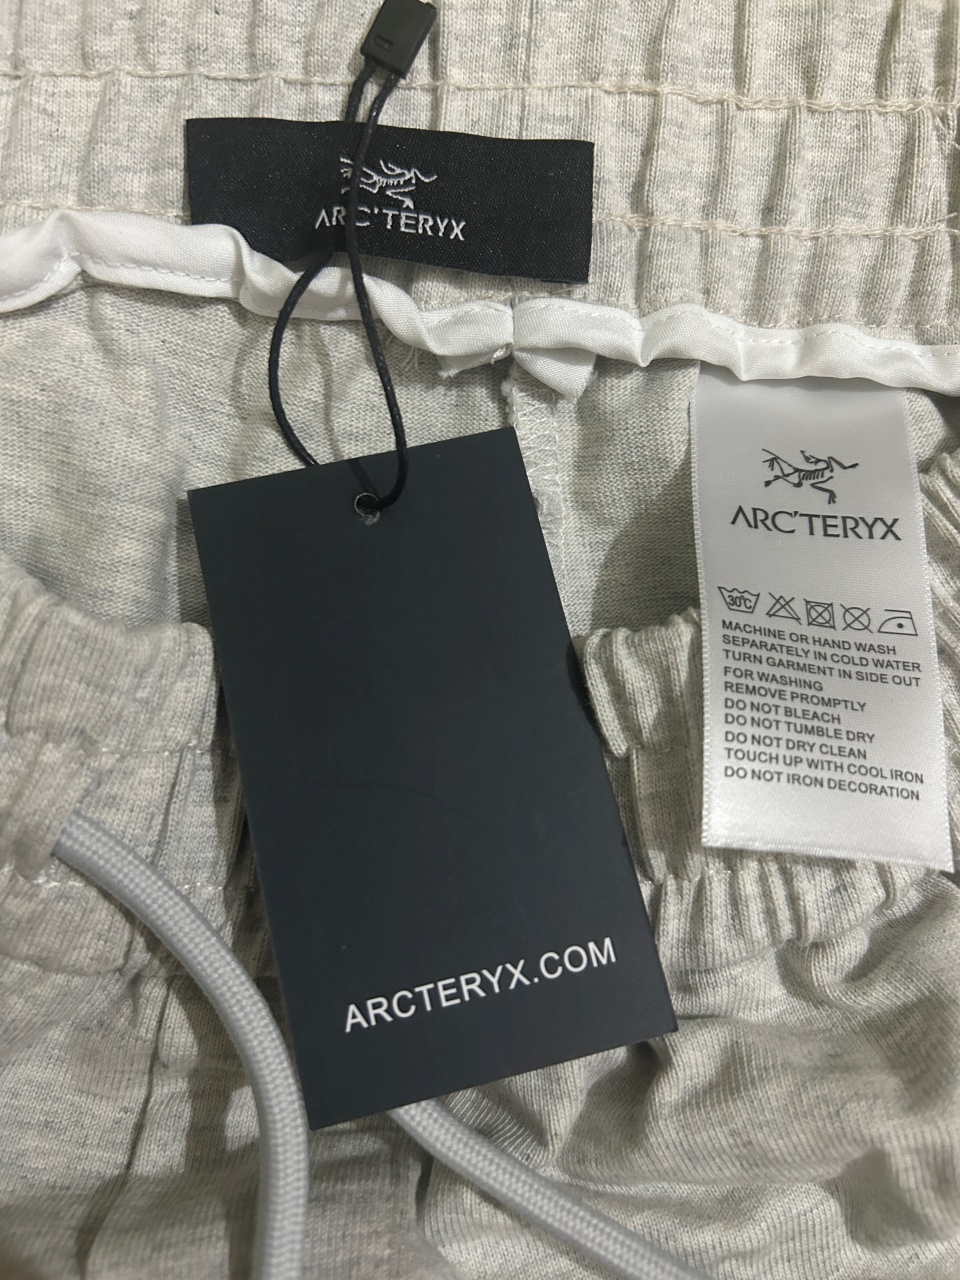 ARC'TERYX
ARC'TERYX
30°C
MACHINE OR HAND WASH
SEPARATELY IN COLD WATER
TURN GARMENT IN SIDE OUT
FOR WASHING
REMOVE PROMPTLY
DO NOT BLEACH
DO NOT TUMBLE DRY
DO NOT DRY CLEAN
TOUCH UP WITH COOL IRON
DO NOT IRON DECORATION
ARCTERYX.COM